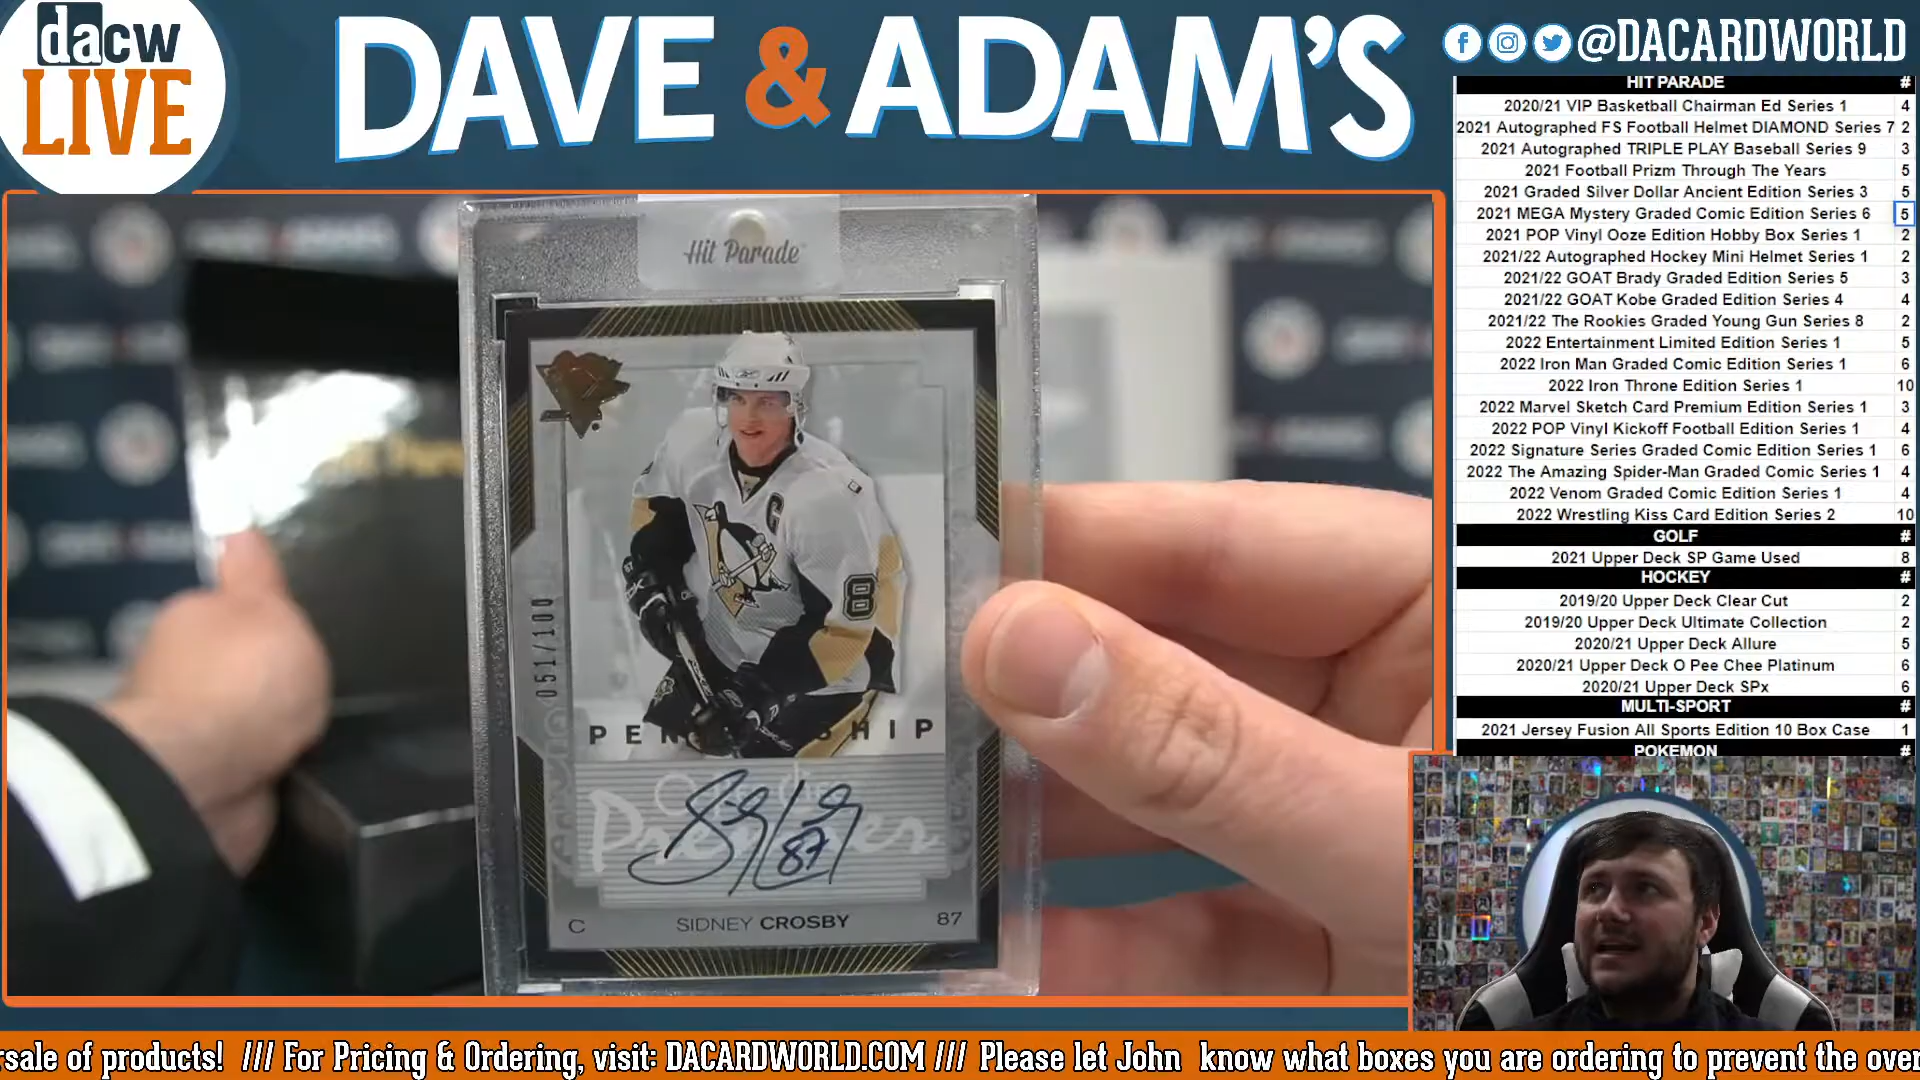 dacw
LIVE
DAVE & ADAM'S
@DACARDWORLD
HIT PARADE #
2020/21 VIP Basketball Chairman Ed Series 1 4
2021 Autographed FS Football Helmet DIAMOND Series 7 2
2021 Autographed TRIPLE PLAY Baseball Series 9 3
2021 Football Prizm Through The Years 5
2021 Graded Silver Dollar Ancient Edition Series 3 5
2021 MEGA Mystery Graded Comic Edition Series 6 5
2021 POP Vinyl Ooze Edition Hobby Box Series 1 2
2021/22 Autographed Hockey Mini Helmet Series 1 2
2021/22 GOAT Brady Graded Edition Series 5 3
2021/22 GOAT Kobe Graded Edition Series 4 4
2021/22 The Rookies Graded Young Gun Series 8 2
2022 Entertainment Limited Edition Series 1 5
2022 Iron Man Graded Comic Edition Series 1 6
2022 Iron Throne Edition Series 1 10
2022 Marvel Sketch Card Premium Edition Series 1 3
2022 POP Vinyl Kickoff Football Edition Series 1 4
2022 Signature Series Graded Comic Edition Series 1 6
2022 The Amazing Spider-Man Graded Comic Series 1 4
2022 Venom Graded Comic Edition Series 1 4
2022 Wrestling Kiss Card Edition Series 2 10
GOLF #
2021 Upper Deck SP Game Used 8
HOCKEY #
2019/20 Upper Deck Clear Cut 2
2019/20 Upper Deck Ultimate Collection 2
2020/21 Upper Deck Allure 5
2020/21 Upper Deck O Pee Chee Platinum 6
2020/21 Upper Deck SPx 6
MULTI-SPORT #
2021 Jersey Fusion All Sports Edition 10 Box Case 1
POKEMON #
Hit Parade
C
8
051/100
87
C SIDNEY CROSBY 87
rsale of products! /// For Pricing & Ordering, visit: DACARDWORLD.COM /// Please let John know what boxes you are ordering to prevent the over